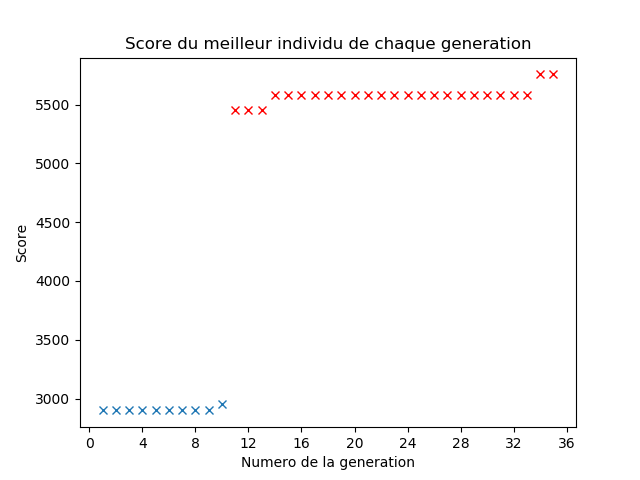 Score du meilleur individu de chaque generation
5500
5000
4500
4000
3500
3000
Score
0 4 8 12 16 20 24 28 32 36
Numero de la generation